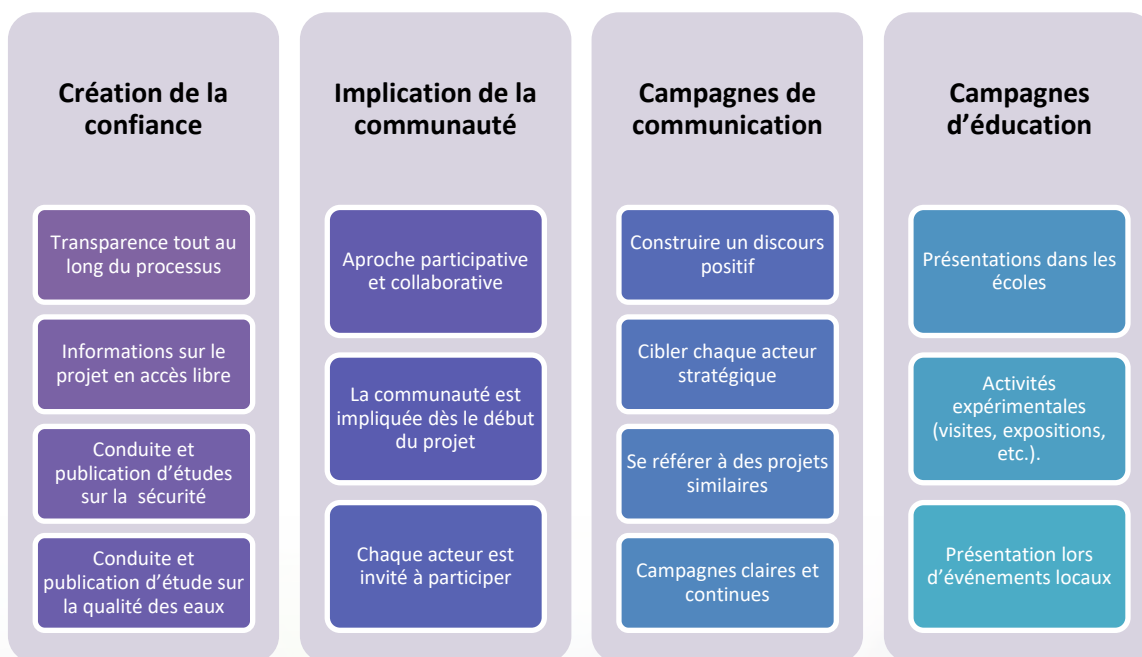 Création de la
confiance
Transparence tout au
long du processus
Informations sur le
projet en accès libre
Conduite et
publication d’études
sur la  sécurité
Conduite et
publication d’étude sur
la qualité des eaux
Implication de la
communauté
Aproche participative
et collaborative
La communauté est
impliquée dès le début
du projet
Chaque acteur est
invité à participer
Campagnes de
communication
Construire un discours
positif
Cibler chaque acteur
stratégique
Se référer à des projets
similaires
Campagnes claires et
continues
Campagnes
d’éducation
Présentations dans les
écoles
Activités
expérimentales
(visites, expositions,
etc.).
Présentation lors
d’événements locaux